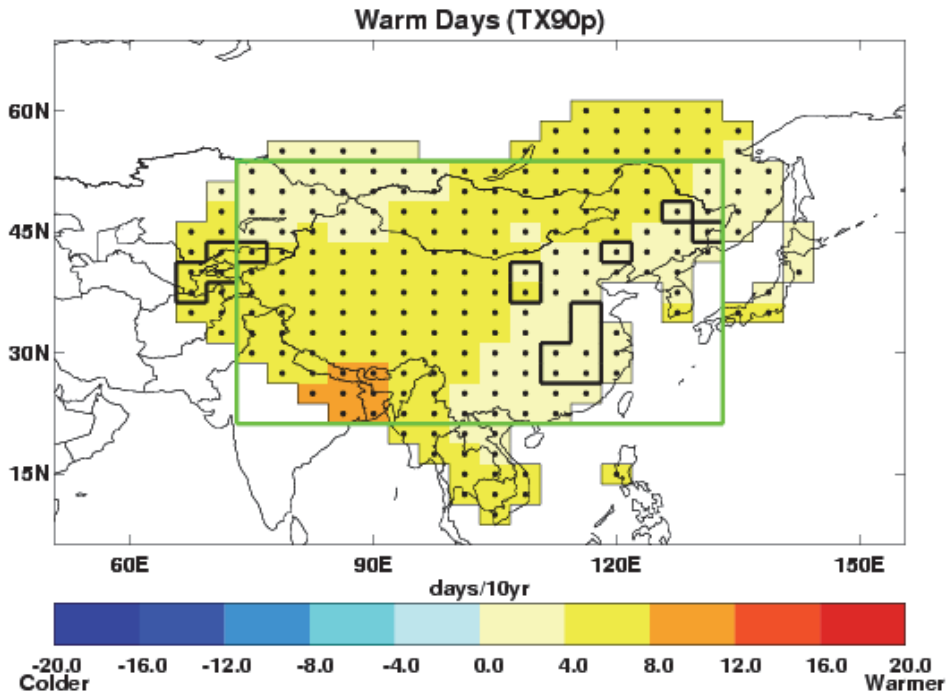 Warm Days (TX90p)
60N
45N
30N
15N
60E 90E 120E 150E
days/10yr
-20.0 -16.0 -12.0 -8.0 -4.0 0.0 4.0 8.0 12.0 16.0 20.0
Colder Warmer